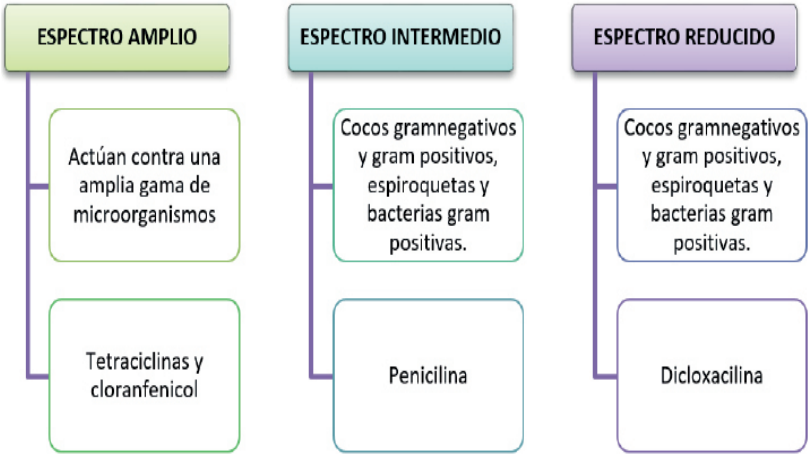 ESPECTRO AMPLIO
Actúan contra una
amplia gama de
microorganismos
Tetraciclinas y
cloranfenicol
ESPECTRO INTERMEDIO
Cocos gramnegativos
y gram positivos,
espiroquetas y
bacterias gram
positivas.
Penicilina
ESPECTRO REDUCIDO
Cocos gramnegativos
y gram positivos,
espiroquetas y
bacterias gram
positivas.
Dicloxacilina